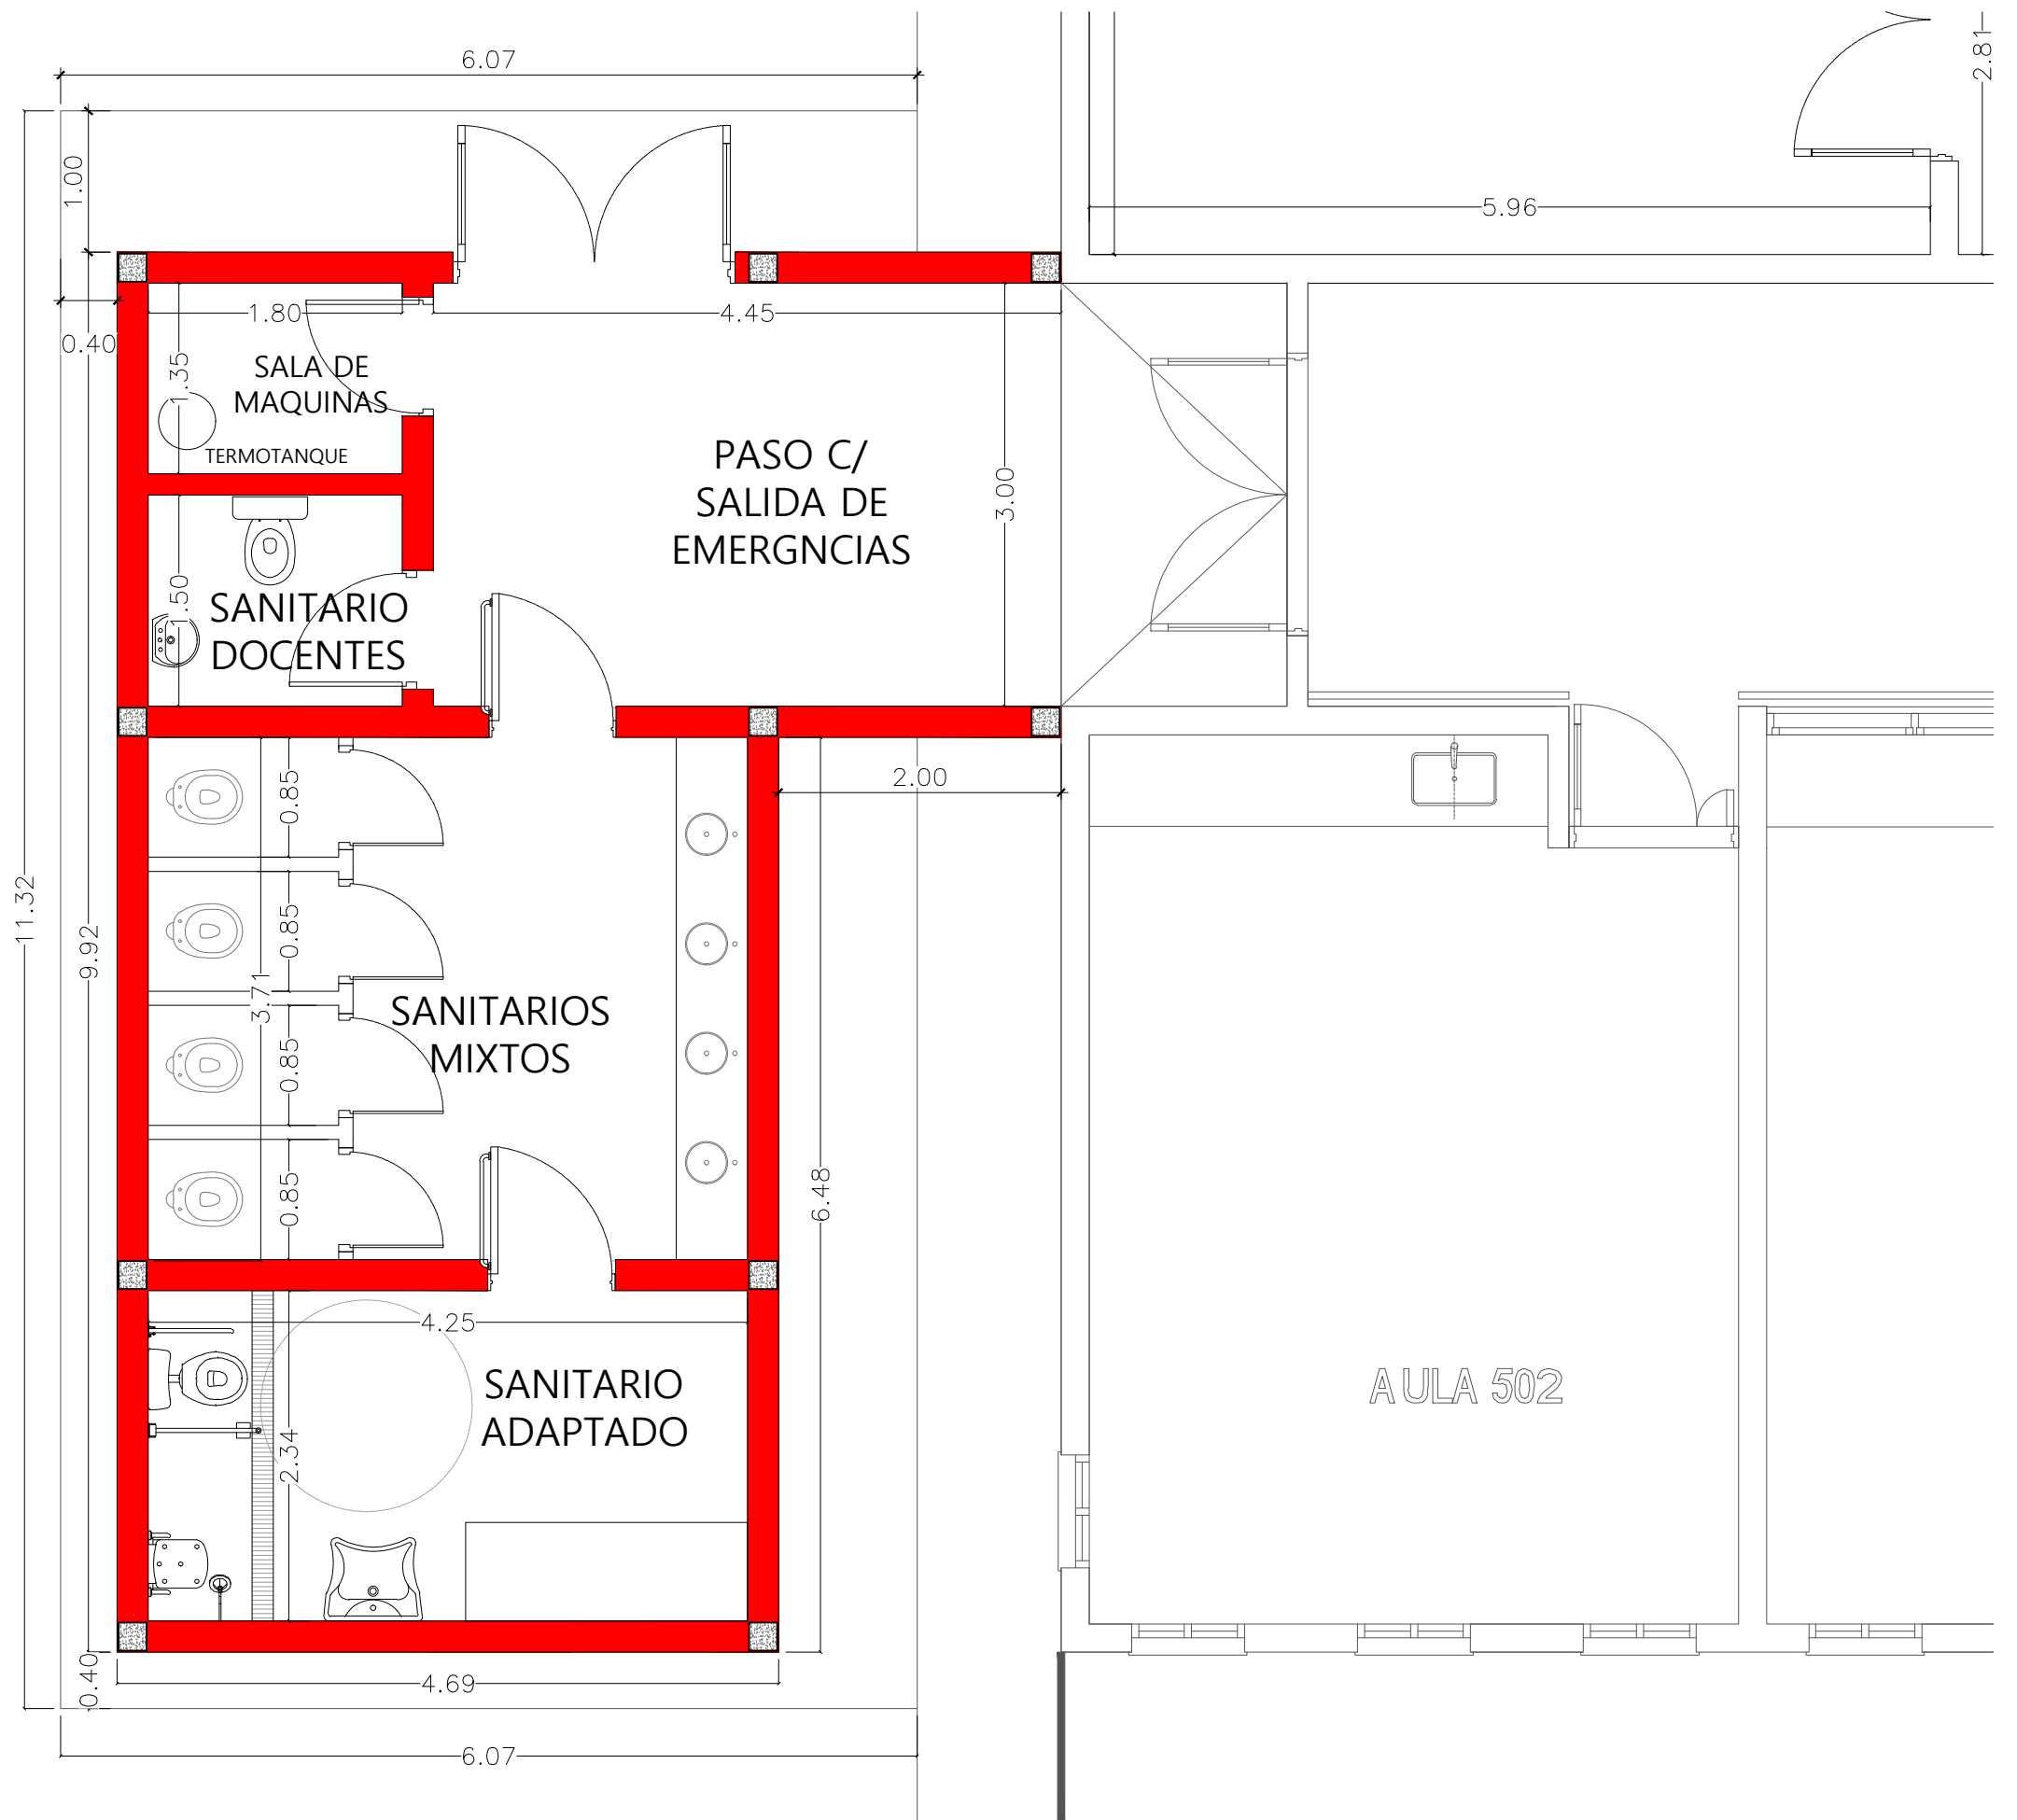 6.07
2.81
1.00
5.96
1.80
4.45
0.40
1.35
SALA DE
MAQUINAS
TERMOTANQUE
PASO C/
SALIDA DE
EMERGNCIAS
3.00
1.50
SANITARIO
DOCENTES
2.00
0.85
0.85
11.32
9.92
3.71
SANITARIOS
MIXTOS
0.85
0.85
6.48
4.25
SANITARIO
ADAPTADO
2.34
AULA 502
0.40
4.69
6.07